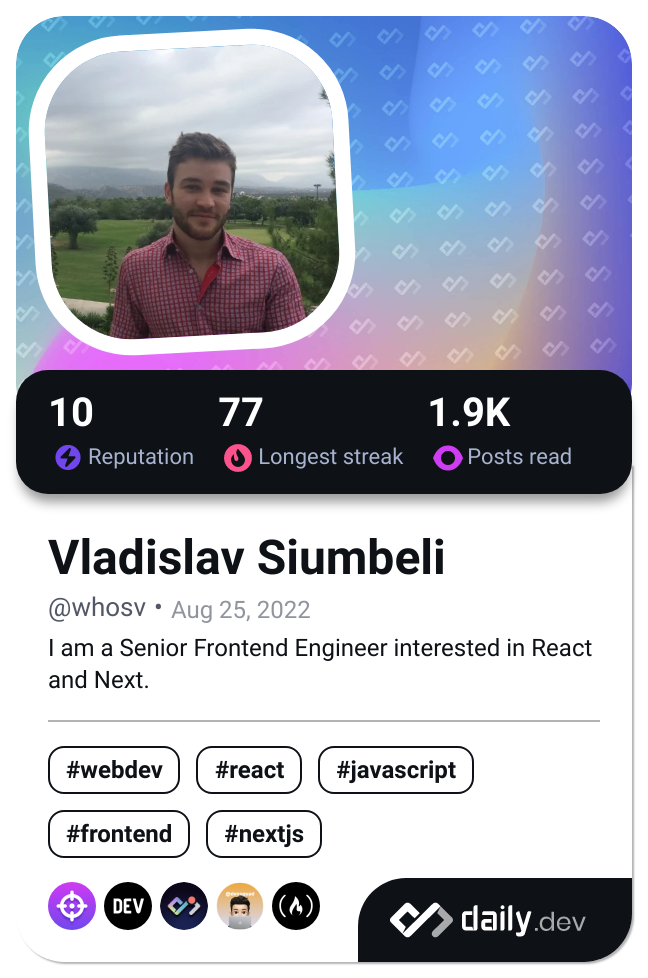 10 77 1.9K
Reputation Longest streak Posts read
Vladislav Siumbeli
@whosv • Aug 25, 2022
I am a Senior Frontend Engineer interested in React
and Next.
#webdev #react #javascript
#frontend #nextjs
DEV
daily.dev